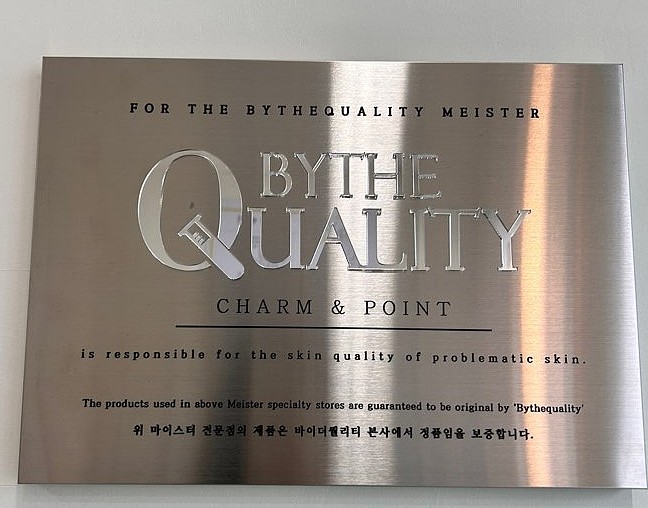 FOR THE BYTHEQUALITY MEISTER
BYTHE
QUALITY
CHARM & POINT
is responsible for the skin quality of problematic skin.
The products used in above Meister specialty stores are guaranteed to be original by 'Bythequality'
위 마이스터 전문점의 제품은 바이더퀄리티 본사에서 정품임을 보증합니다.